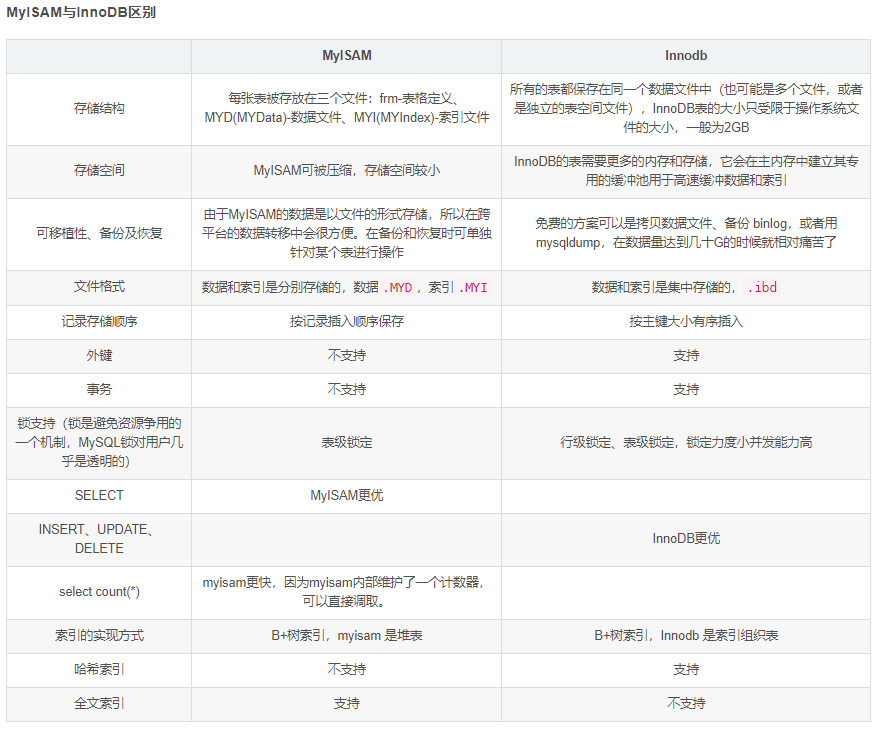 MyISAM与InnoDB区别
MyISAM
Innodb
存储结构
每张表被存放在三个文件：frm-表格定义、
MYD(MYData)-数据文件、MYI(MYIndex)-索引文件
所有的表都保存在同一个数据文件中（也可能是多个文件，或者
是独立的表空间文件），InnoDB表的大小只受限于操作系统文
件的大小，一般为2GB
存储空间
MyISAM可被压缩，存储空间较小
InnoDB的表需要更多的内存和存储，它会在主内存中建立其专
用的缓冲池用于高速缓冲数据和索引
可移植性、备份及恢复
由于MyISAM的数据是以文件的形式存储，所以在跨
平台的数据转移中会很方便。在备份和恢复时可单独
针对某个表进行操作
免费的方案可以是拷贝数据文件、备份 binlog，或者用
mysqldump，在数据量达到几十G的时候就相对痛苦了
文件格式
数据和索引是分别存储的，数据 .MYD ，索引 .MYI
数据和索引是集中存储的， .ibd
记录存储顺序
按记录插入顺序保存
按主键大小有序插入
外键
不支持
支持
事务
不支持
支持
锁支持（锁是避免资源争用的
一个机制，MySQL锁对用户几
乎是透明的）
表级锁定
行级锁定、表级锁定，锁定力度小并发能力高
SELECT
MyISAM更优
INSERT、UPDATE、
DELETE
InnoDB更优
select count(*)
myisam更快，因为myisam内部维护了一个计数器，
可以直接调取。
索引的实现方式
B+树索引，myisam 是堆表
B+树索引，Innodb 是索引组织表
哈希索引
不支持
支持
全文索引
支持
不支持